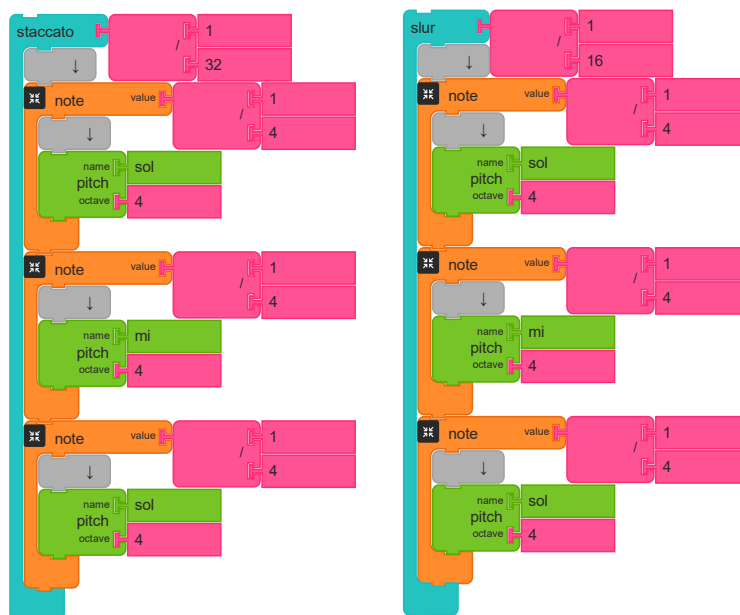 staccato / 1
32
↓
note value / 1
4
↓
name sol
pitch
octave 4
note value / 1
4
↓
name mi
pitch
octave 4
note value / 1
4
↓
name sol
pitch
octave 4
slur / 1
16
↓
note value / 1
4
↓
name sol
pitch
octave 4
note value / 1
4
↓
name mi
pitch
octave 4
note value / 1
4
↓
name sol
pitch
octave 4